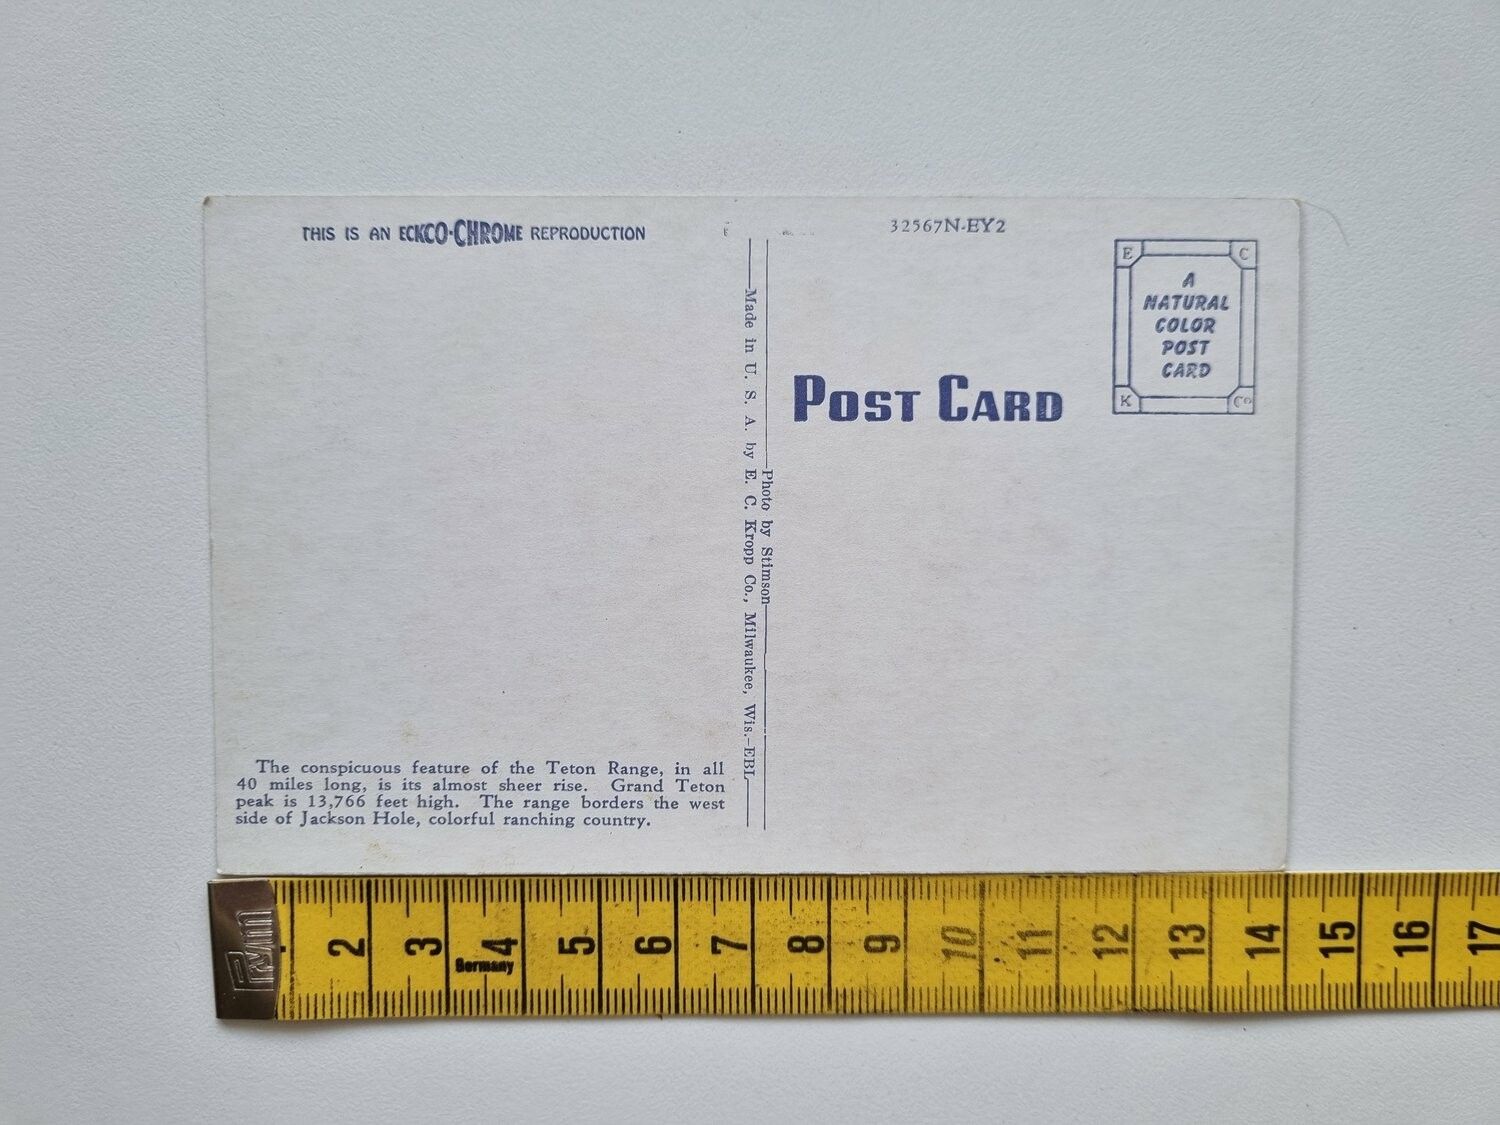 THIS IS AN ECKCO-CHROME REPRODUCTION
32567N-EY2
E C
A
NATURAL
COLOR
POST
CARD
K Co
POST CARD
Made in U. S. A. by E. C. Kropp Co., Milwaukee, Wis.-EBL
Photo by Stimson
The conspicuous feature of the Teton Range, in all
40 miles long, is its almost sheer rise. Grand Teton
peak is 13,766 feet high. The range borders the west
side of Jackson Hole, colorful ranching country.
Prym
2 3 4 5 6 7 8 9 10 11 12 13 14 15 16 17
Germany